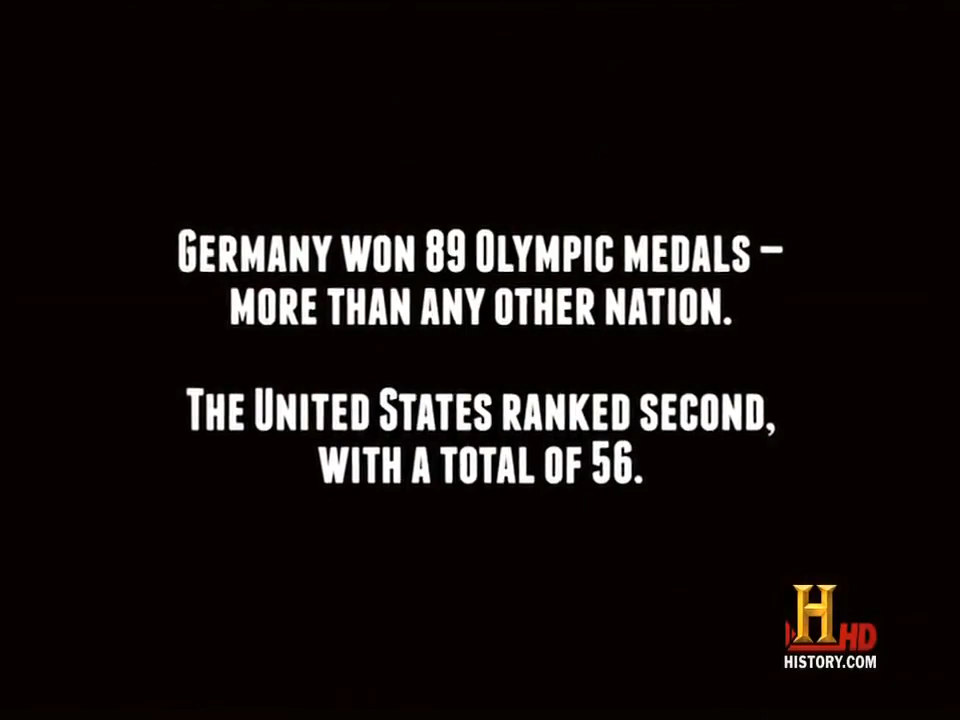 Germany won 89 Olympic medals –
more than any other nation.
The United States ranked second,
with a total of 56.
H HD
HISTORY.COM